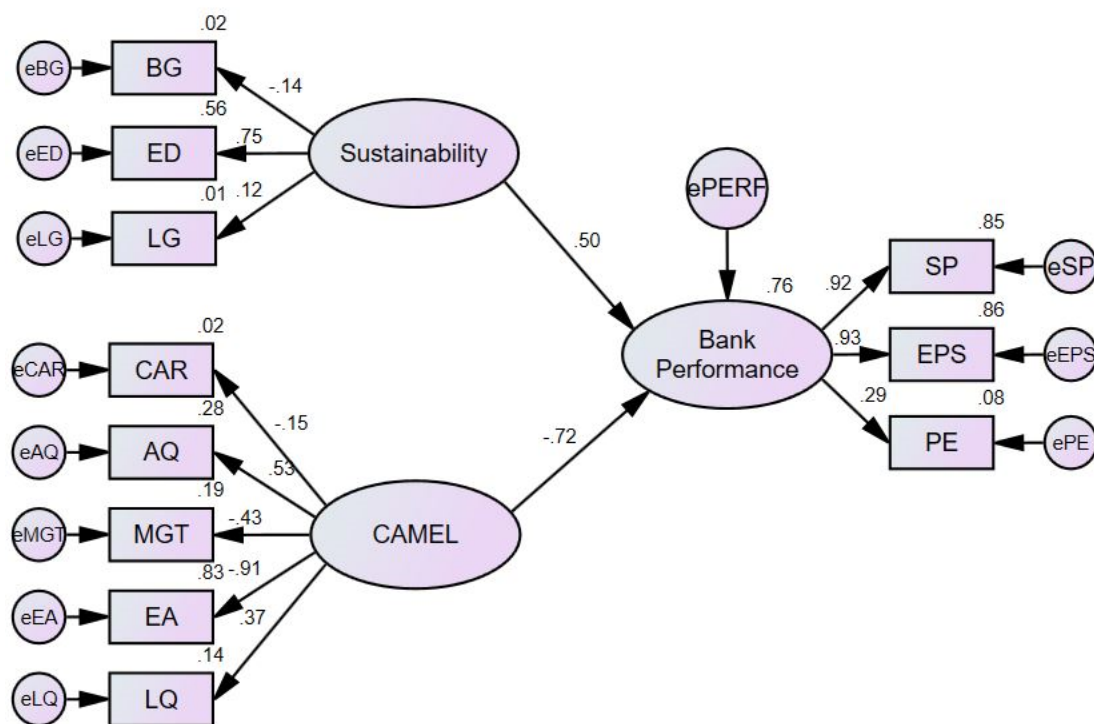 .02
eBG
BG
-.14
.56
eED
ED
.75
Sustainability
.01
.12
eLG
LG
ePERF
.50
.85
SP
eSP
.76
.92
Bank
Performance
.86
.93
EPS
eEPS
.29
.08
PE
ePE
.02
eCAR
CAR
-.15
.28
eAQ
AQ
.53
.19
eMGT
MGT
-.43
CAMEL
-.72
.83
-.91
eEA
EA
.37
.14
eLQ
LQ